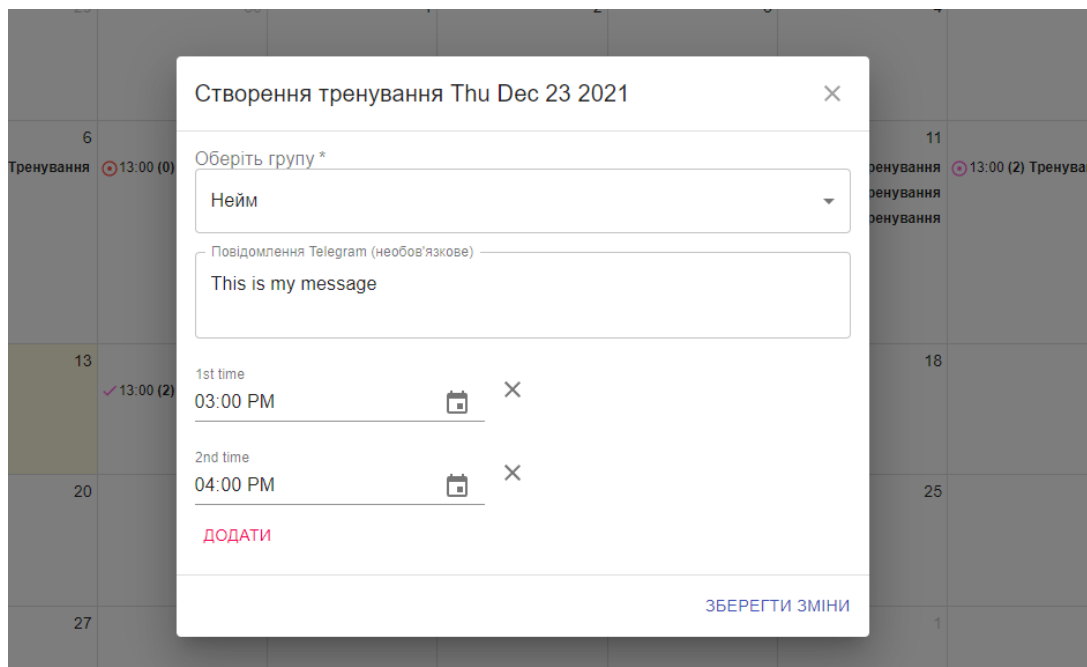 Створення тренування Thu Dec 23 2021
6
11
Тренування
13:00 (0)
ренування
13:00 (2) Тренува
ренування
ренування
Оберіть групу *
Нейм
Повідомлення Telegram (необов'язкове)
This is my message
13
18
13:00 (2)
1st time
03:00 PM
2nd time
04:00 PM
20
25
ДОДАТИ
ЗБЕРЕГТИ ЗМІНИ
27
1